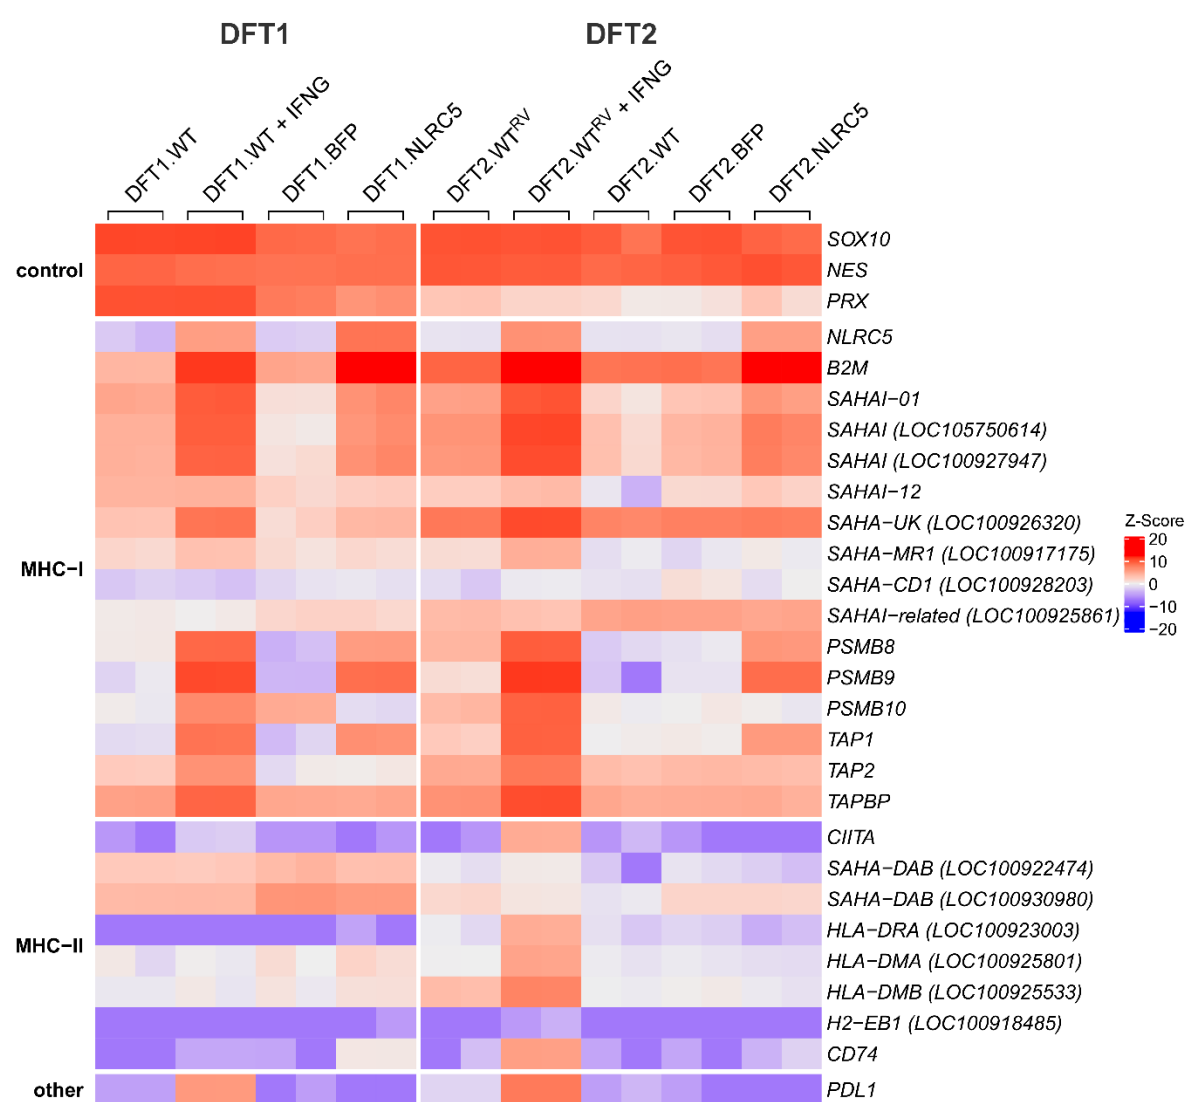 DFT1
DFT2
DFT1.WT
DFT1.WT + IFNG
DFT1.BFP
DFT1.NLRC5
DFT2.WTRV
DFT2.WTRV + IFNG
DFT2.WT
DFT2.BFP
DFT2.NLRC5
control
SOX10
NES
PRX
MHC−I
NLRC5
B2M
SAHAI−01
SAHAI (LOC105750614)
SAHAI (LOC100927947)
SAHAI−12
SAHA−UK (LOC100926320)
SAHA−MR1 (LOC100917175)
SAHA−CD1 (LOC100928203)
SAHAI−related (LOC100925861)
PSMB8
PSMB9
PSMB10
TAP1
TAP2
TAPBP
MHC−II
CIITA
SAHA−DAB (LOC100922474)
SAHA−DAB (LOC100930980)
HLA−DRA (LOC100923003)
HLA−DMA (LOC100925801)
HLA−DMB (LOC100925533)
H2−EB1 (LOC100918485)
CD74
other
PDL1
Z-Score
20
10
0
−10
−20